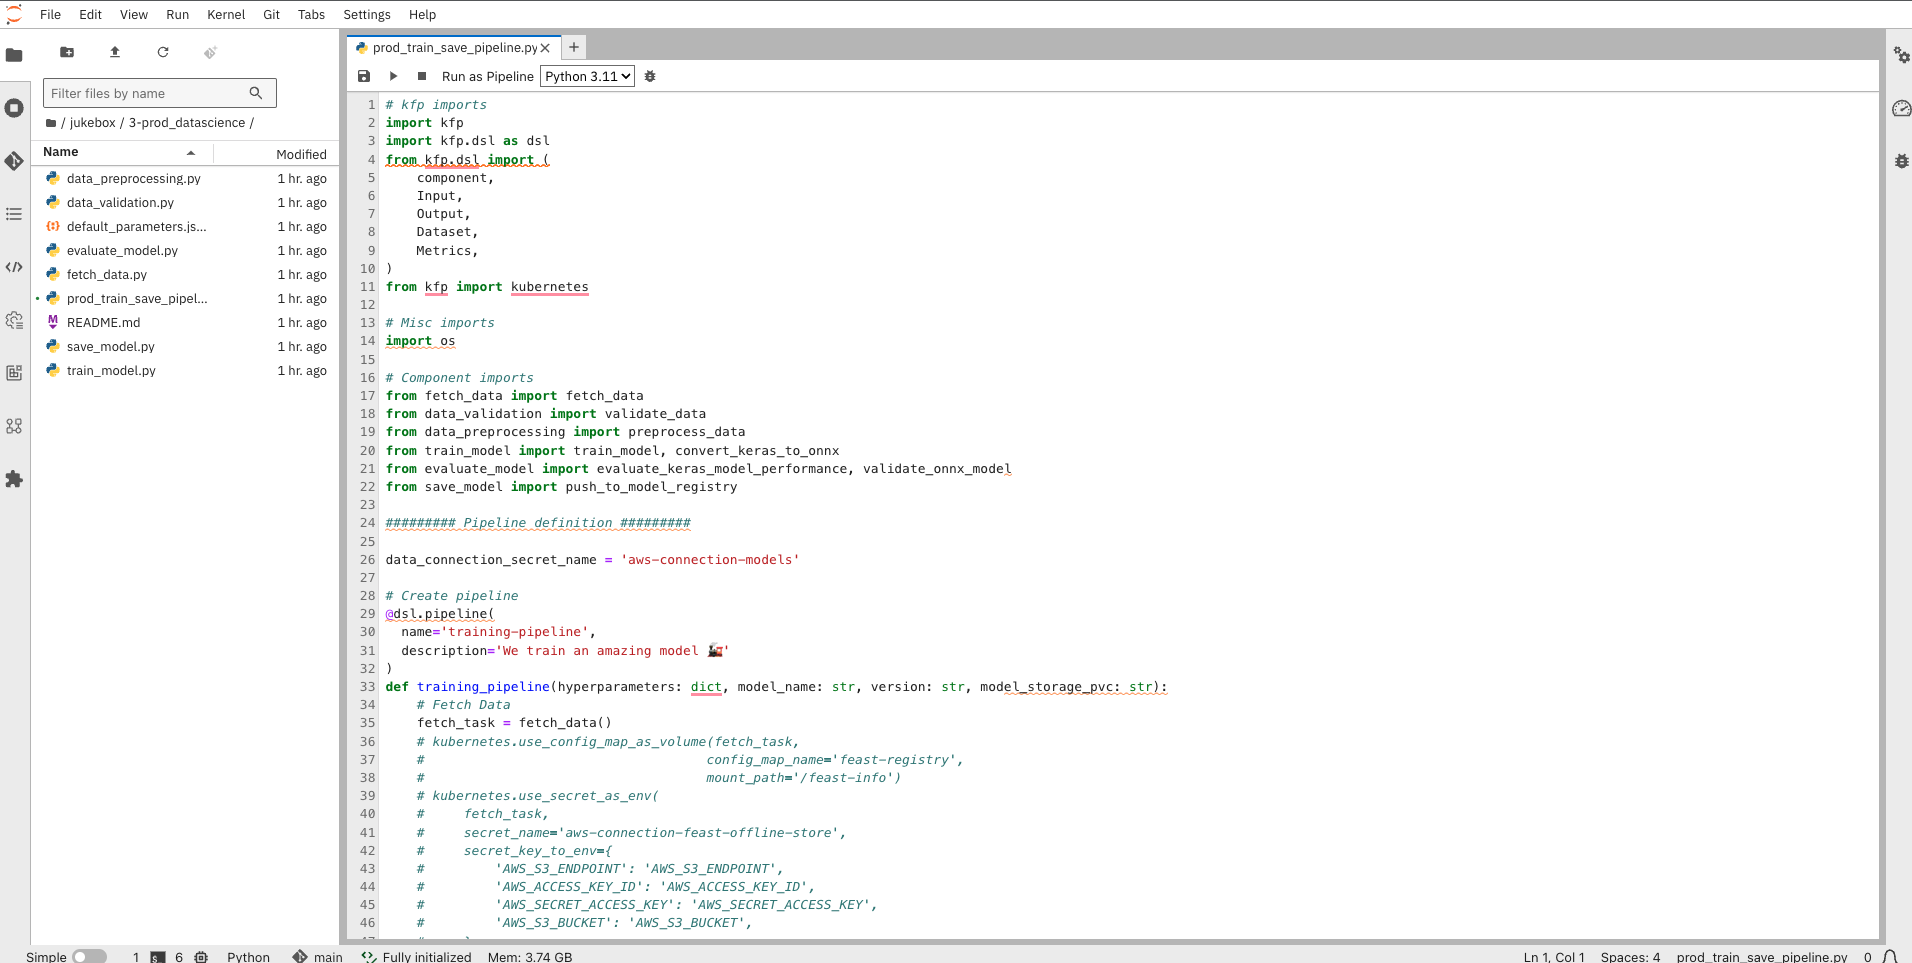 File Edit View Run Kernel Git Tabs Settings Help
Filter files by name
/ jukebox / 3-prod_datascience /
Name Modified
data_preprocessing.py 1 hr. ago
data_validation.py 1 hr. ago
default_parameters.js... 1 hr. ago
evaluate_model.py 1 hr. ago
fetch_data.py 1 hr. ago
prod_train_save_pipel... 1 hr. ago
README.md 1 hr. ago
save_model.py 1 hr. ago
train_model.py 1 hr. ago
prod_train_save_pipeline.py
Run as Pipeline Python 3.11
1 # kfp imports
2 import kfp
3 import kfp.dsl as dsl
4 from kfp.dsl import (
5     component,
6     Input,
7     Output,
8     Dataset,
9     Metrics,
10 )
11 from kfp import kubernetes
12
13 # Misc imports
14 import os
15
16 # Component imports
17 from fetch_data import fetch_data
18 from data_validation import validate_data
19 from data_preprocessing import preprocess_data
20 from train_model import train_model, convert_keras_to_onnx
21 from evaluate_model import evaluate_keras_model_performance, validate_onnx_model
22 from save_model import push_to_model_registry
23
24 ######### Pipeline definition #########
25
26 data_connection_secret_name = 'aws-connection-models'
27
28 # Create pipeline
29 @dsl.pipeline(
30   name='training-pipeline',
31   description='We train an amazing model 🚂'
32 )
33 def training_pipeline(hyperparameters: dict, model_name: str, version: str, model_storage_pvc: str):
34     # Fetch Data
35     fetch_task = fetch_data()
36     # kubernetes.use_config_map_as_volume(fetch_task,
37     #                                    config_map_name='feast-registry',
38     #                                    mount_path='/feast-info')
39     # kubernetes.use_secret_as_env(
40     #     fetch_task,
41     #     secret_name='aws-connection-feast-offline-store',
42     #     secret_key_to_env={
43     #         'AWS_S3_ENDPOINT': 'AWS_S3_ENDPOINT',
44     #         'AWS_ACCESS_KEY_ID': 'AWS_ACCESS_KEY_ID',
45     #         'AWS_SECRET_ACCESS_KEY': 'AWS_SECRET_ACCESS_KEY',
46     #         'AWS_S3_BUCKET': 'AWS_S3_BUCKET',
Simple 1 6 Python main Fully initialized Mem: 3.74 GB Ln 1, Col 1 Spaces: 4 prod_train_save_pipeline.py 0